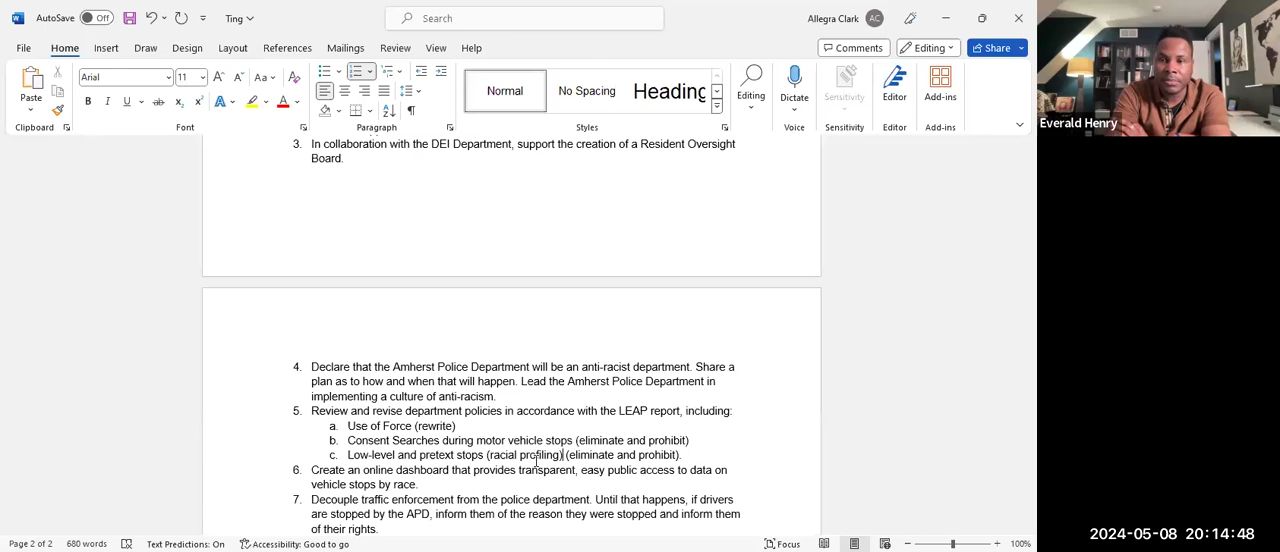 AutoSave Off Ting Search Allegra Clark AC
File Home Insert Draw Design Layout References Mailings Review View Help Comments Editing Share
Paste Arial 11 Aa Normal No Spacing Heading Editing Dictate Sensitivity Editor Add-ins
Clipboard Font Paragraph Styles Voice Sensitivity Editor Add-ins
Everald Henry
3. In collaboration with the DEI Department, support the creation of a Resident Oversight
Board.
4. Declare that the Amherst Police Department will be an anti-racist department. Share a
plan as to how and when that will happen. Lead the Amherst Police Department in
implementing a culture of anti-racism.
5. Review and revise department policies in accordance with the LEAP report, including:
a. Use of Force (rewrite)
b. Consent Searches during motor vehicle stops (eliminate and prohibit)
c. Low-level and pretext stops (racial profiling) (eliminate and prohibit).
6. Create an online dashboard that provides transparent, easy public access to data on
vehicle stops by race.
7. Decouple traffic enforcement from the police department. Until that happens, if drivers
are stopped by the APD, inform them of the reason they were stopped and inform them
of their rights.
Page 2 of 2 680 words Text Predictions: On Accessibility: Good to go Focus 100%
2024-05-08 20:14:48